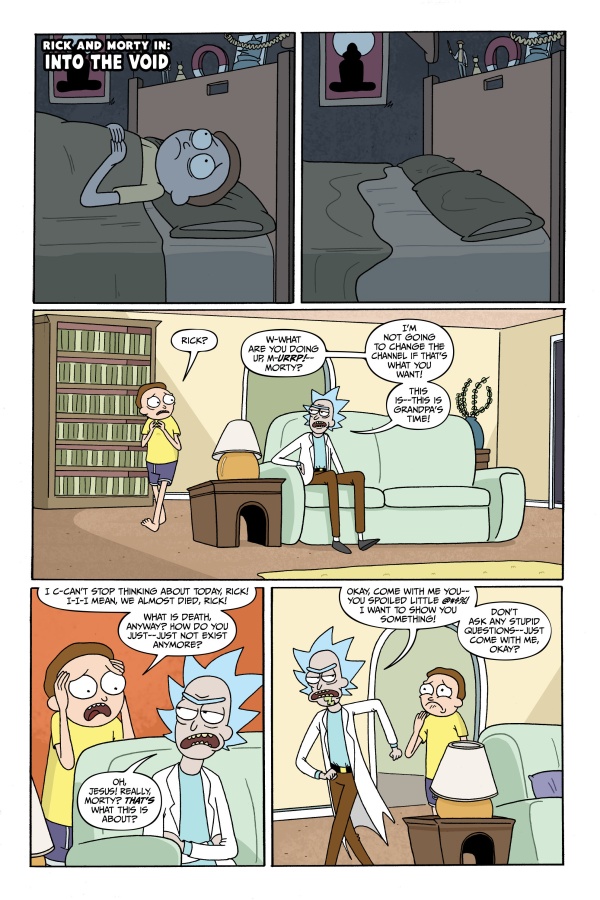 RICK AND MORTY IN:
INTO THE VOID
RICK?
W-WHAT
ARE YOU DOING
UP, M-URRP!--
MORTY?
I'M
NOT GOING
TO CHANGE THE
CHANNEL IF THAT'S
WHAT YOU
WANT!
THIS
IS--THIS IS
GRANDPA'S
TIME!
I C-CAN'T STOP THINKING ABOUT TODAY, RICK!
I-I-I MEAN, WE ALMOST DIED, RICK!
WHAT IS DEATH,
ANYWAY? HOW DO YOU
JUST--JUST NOT EXIST
ANYMORE?
OH,
JESUS! REALLY,
MORTY? THAT'S
WHAT THIS IS
ABOUT?
OKAY, COME WITH ME YOU--
YOU SPOILED LITTLE @*$%!
I WANT TO SHOW YOU
SOMETHING!
DON'T
ASK ANY STUPID
QUESTIONS--JUST
COME WITH ME,
OKAY?